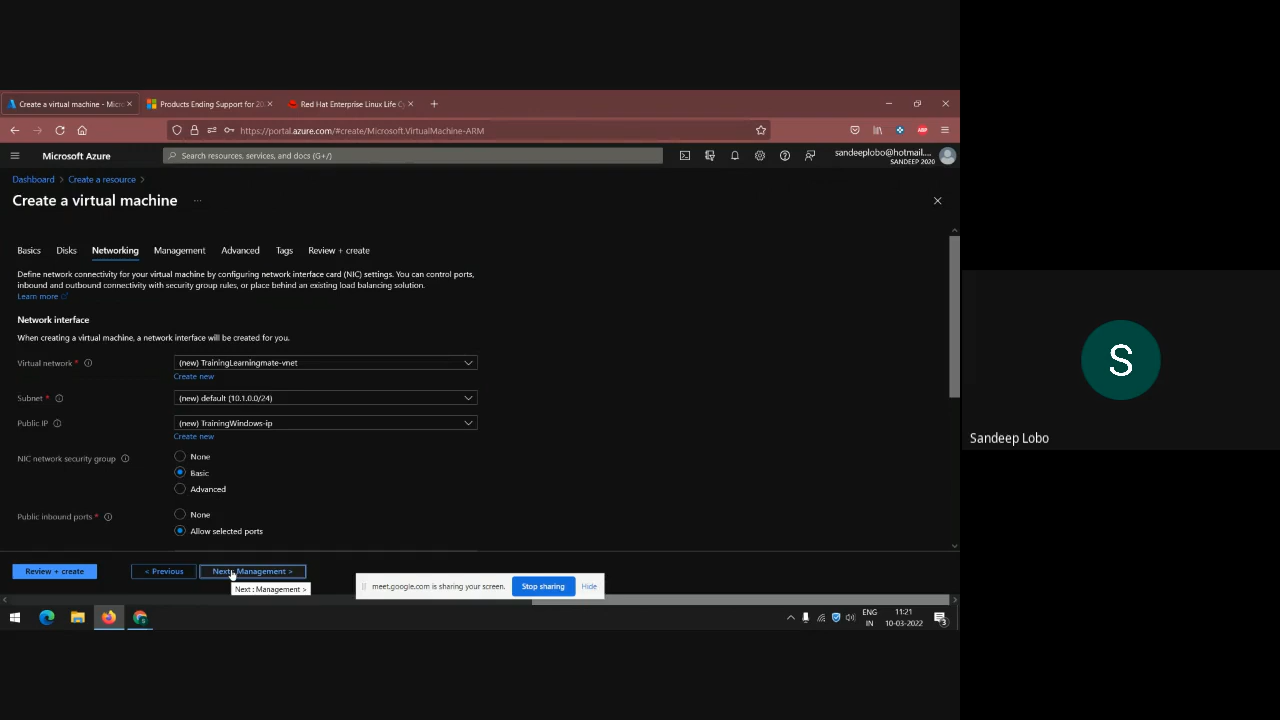 Create a virtual machine - Micro
Products Ending Support for 20
Red Hat Enterprise Linux Life Cy
https://portal.azure.com/#create/Microsoft.VirtualMachine-ARM
ABP
Microsoft Azure
Search resources, services, and docs (G+/)
sandeeplobo@hotmail....
SANDEEP 2020
Dashboard > Create a resource >
Create a virtual machine ...
Basics Disks Networking Management Advanced Tags Review + create
Define network connectivity for your virtual machine by configuring network interface card (NIC) settings. You can control ports,
inbound and outbound connectivity with security group rules, or place behind an existing load balancing solution.
Learn more
Network interface
When creating a virtual machine, a network interface will be created for you.
Virtual network * (new) TrainingLearningmate-vnet
Create new
Subnet * (new) default (10.1.0.0/24)
Public IP (new) TrainingWindows-ip
Create new
NIC network security group None
Basic
Advanced
Public inbound ports * None
Allow selected ports
Review + create < Previous Next : Management >
Next : Management >
meet.google.com is sharing your screen. Stop sharing Hide
ENG
IN
11:21
10-03-2022
3
S
Sandeep Lobo